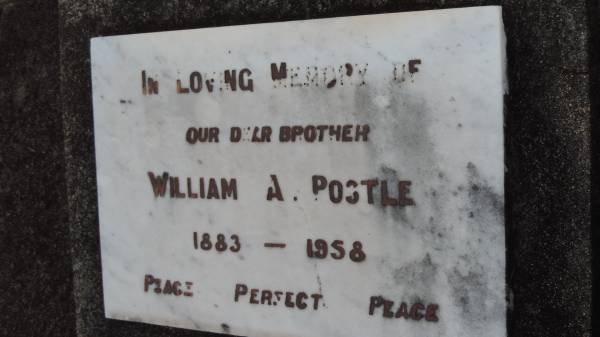 In Loving Memory of
our dear brother
William A. Postle
1883 — 1958
Peace Perfect Peace